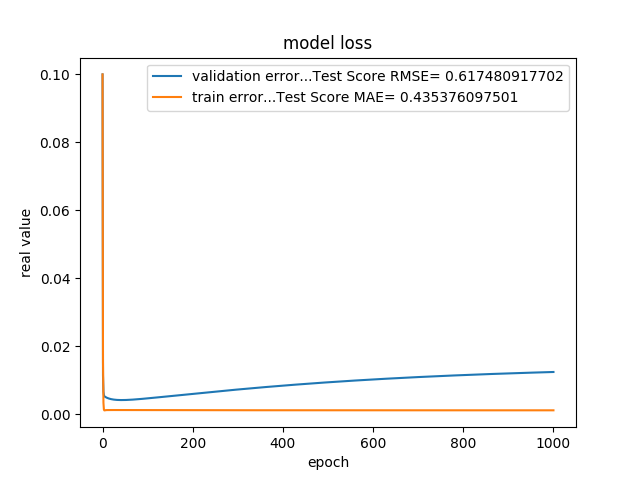 model loss
validation error...Test Score RMSE= 0.617480917702
train error...Test Score MAE= 0.435376097501
0.10
0.08
0.06
0.04
0.02
0.00
real value
0 200 400 600 800 1000
epoch